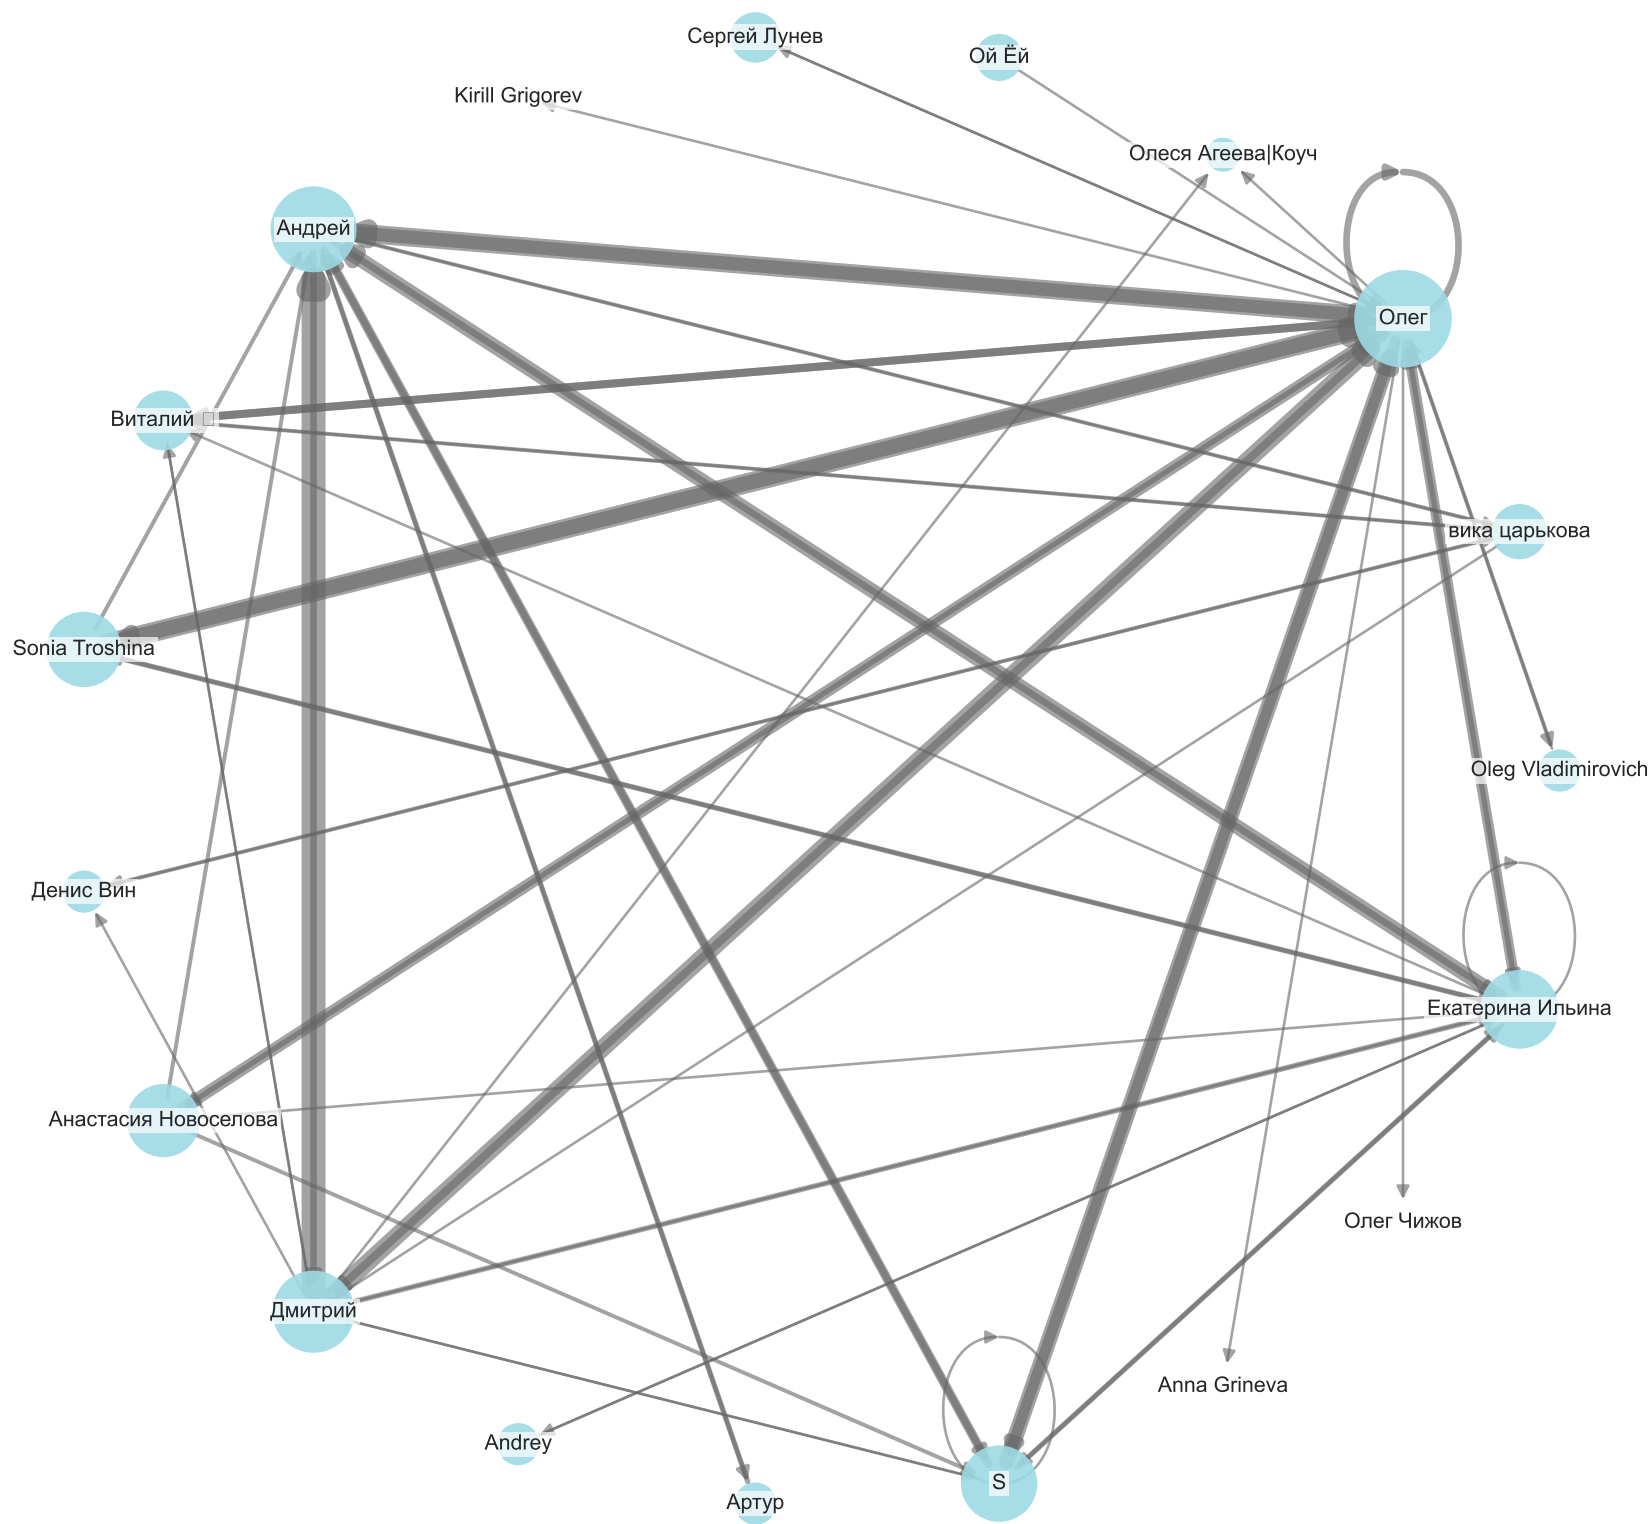 Сергей Лунев
Ой Ёй
Kirill Grigorev
Олеся Агеева|Коуч
Андрей
Олег
Виталий
вика царькова
Sonia Troshina
Oleg Vladimirovich
Денис Вин
Екатерина Ильина
Анастасия Новоселова
Олег Чижов
Дмитрий
Anna Grineva
Andrey
S
Артур